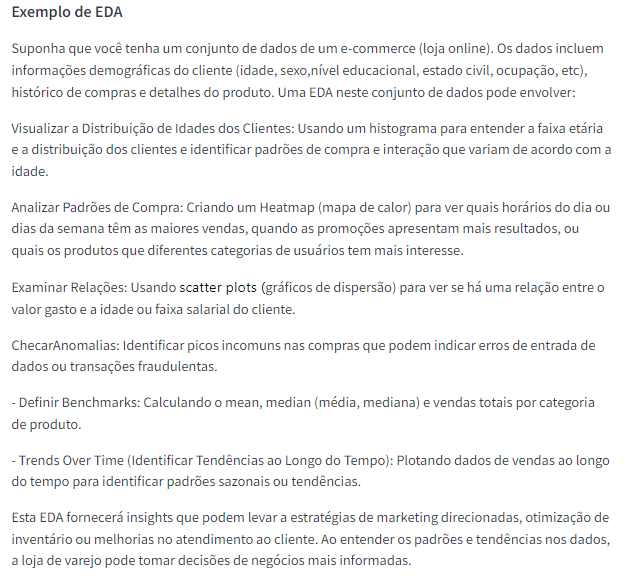 Exemplo de EDA
Suponha que você tenha um conjunto de dados de um e-commerce (loja online). Os dados incluem
informações demográficas do cliente (idade, sexo,nível educacional, estado civil, ocupação, etc),
histórico de compras e detalhes do produto. Uma EDA neste conjunto de dados pode envolver:
Visualizar a Distribuição de Idades dos Clientes: Usando um histograma para entender a faixa etária
e a distribuição dos clientes e identificar padrões de compra e interação que variam de acordo com a
idade.
Analizar Padrões de Compra: Criando um Heatmap (mapa de calor) para ver quais horários do dia ou
dias da semana têm as maiores vendas, quando as promoções apresentam mais resultados, ou
quais os produtos que diferentes categorias de usuários tem mais interesse.
Examinar Relações: Usando scatter plots (gráficos de dispersão) para ver se há uma relação entre o
valor gasto e a idade ou faixa salarial do cliente.
ChecarAnomalias: Identificar picos incomuns nas compras que podem indicar erros de entrada de
dados ou transações fraudulentas.
- Definir Benchmarks: Calculando o mean, median (média, mediana) e vendas totais por categoria
de produto.
- Trends Over Time (Identificar Tendências ao Longo do Tempo): Plotando dados de vendas ao longo
do tempo para identificar padrões sazonais ou tendências.
Esta EDA fornecerá insights que podem levar a estratégias de marketing direcionadas, otimização de
inventário ou melhorias no atendimento ao cliente. Ao entender os padrões e tendências nos dados,
a loja de varejo pode tomar decisões de negócios mais informadas.